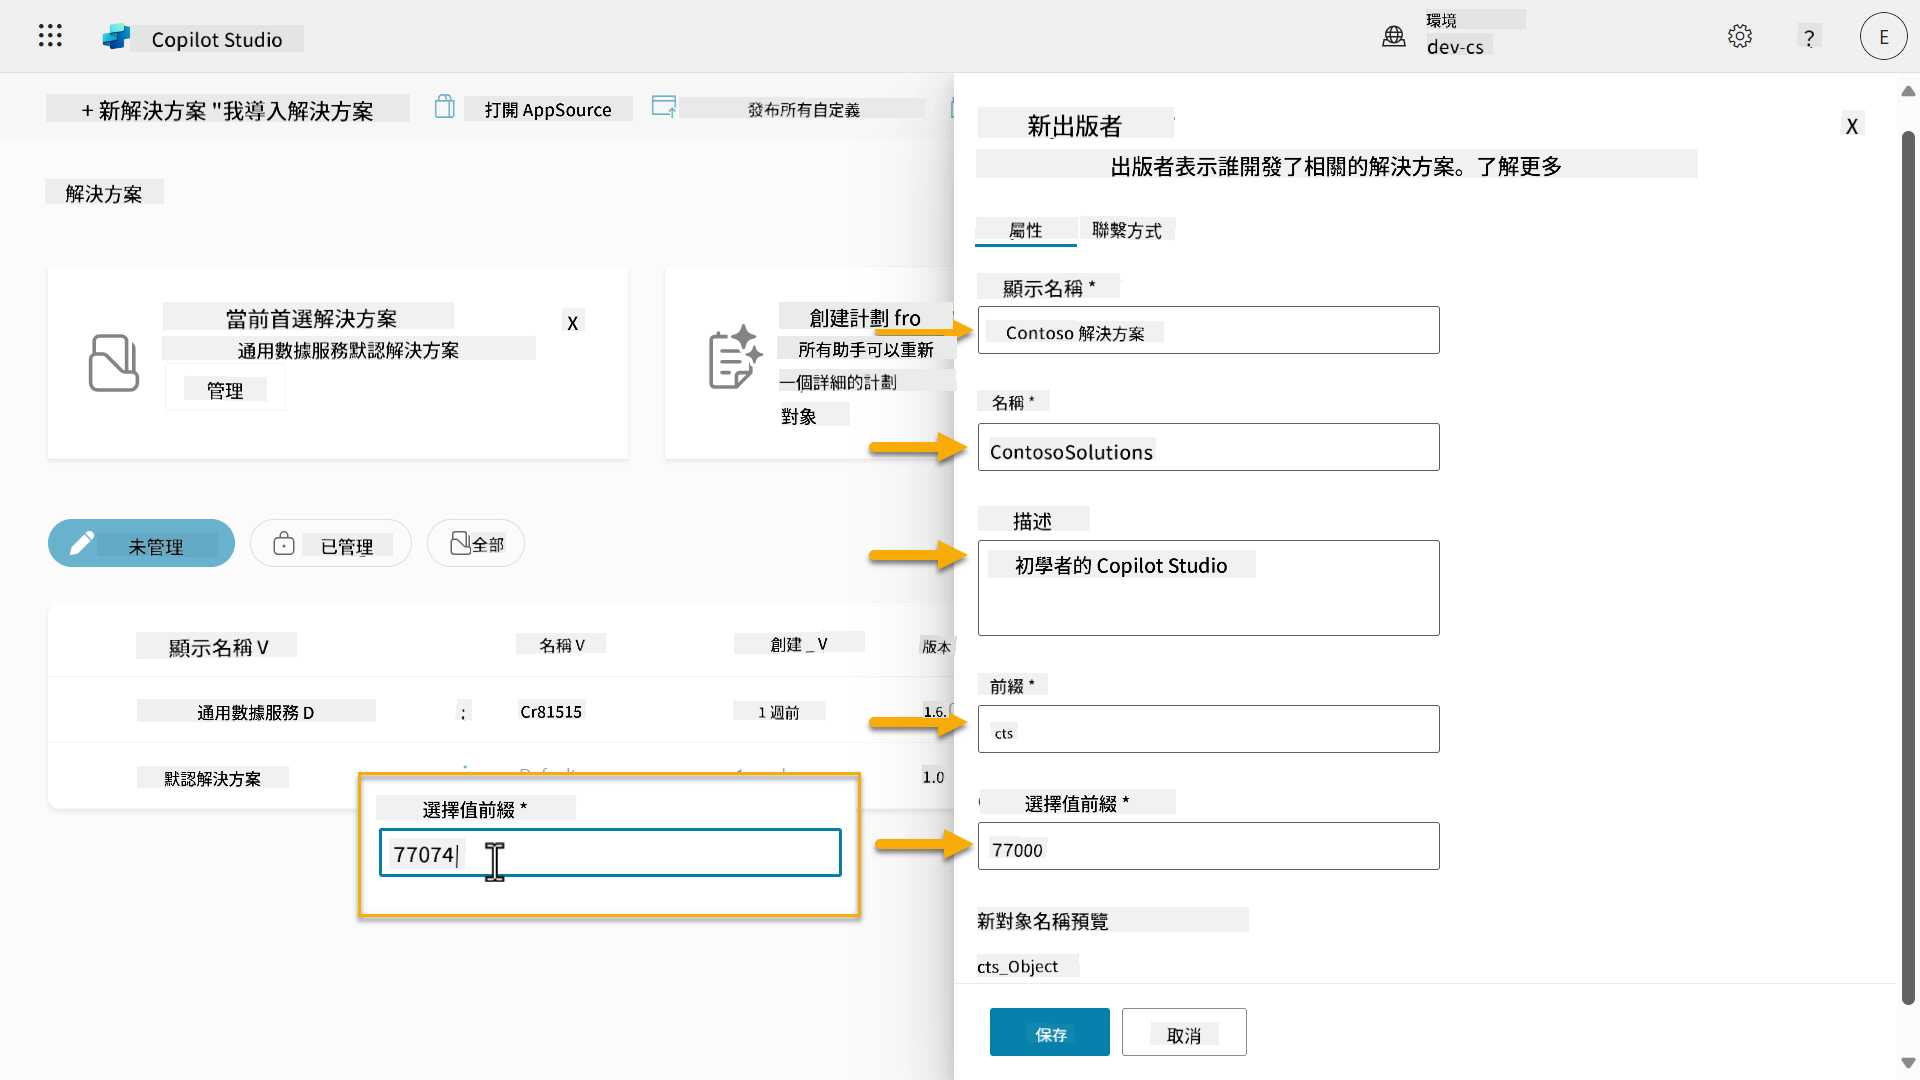 Copilot Studio
環境
dev-cs
?
E
+ 新解決方案 "我導入解決方案
打開 AppSource
發布所有自定義
解決方案
當前首選解決方案
X
通用數據服務默認解決方案
管理
創建計劃 fro
所有助手可以重新
一個詳細的計劃
對象
未管理
已管理
全部
顯示名稱 V
名稱 V
創建 _ V
版本
通用數據服務 D
:
Cr81515
1 週前
1.6.
默認解決方案
1.0
選擇值前綴 *
77074
新出版者
X
出版者表示誰開發了相關的解決方案。了解更多
屬性
聯繫方式
顯示名稱 *
Contoso 解決方案
名稱 *
ContosoSolutions
描述
初學者的 Copilot Studio
前綴 *
cts
選擇值前綴 *
77000
新對象名稱預覽
cts_Object
保存
取消